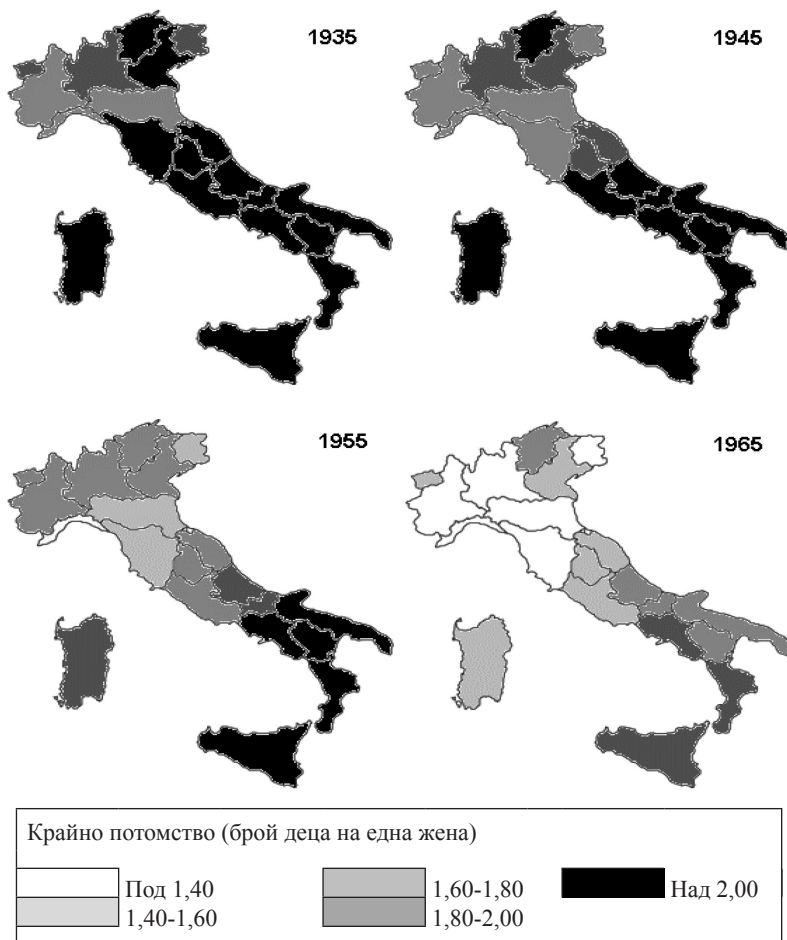 1935
1945
1955
1965
Крайно потомство (брой деца на една жена)
Под 1,40
1,60-1,80
Над 2,00
1,40-1,60
1,80-2,00